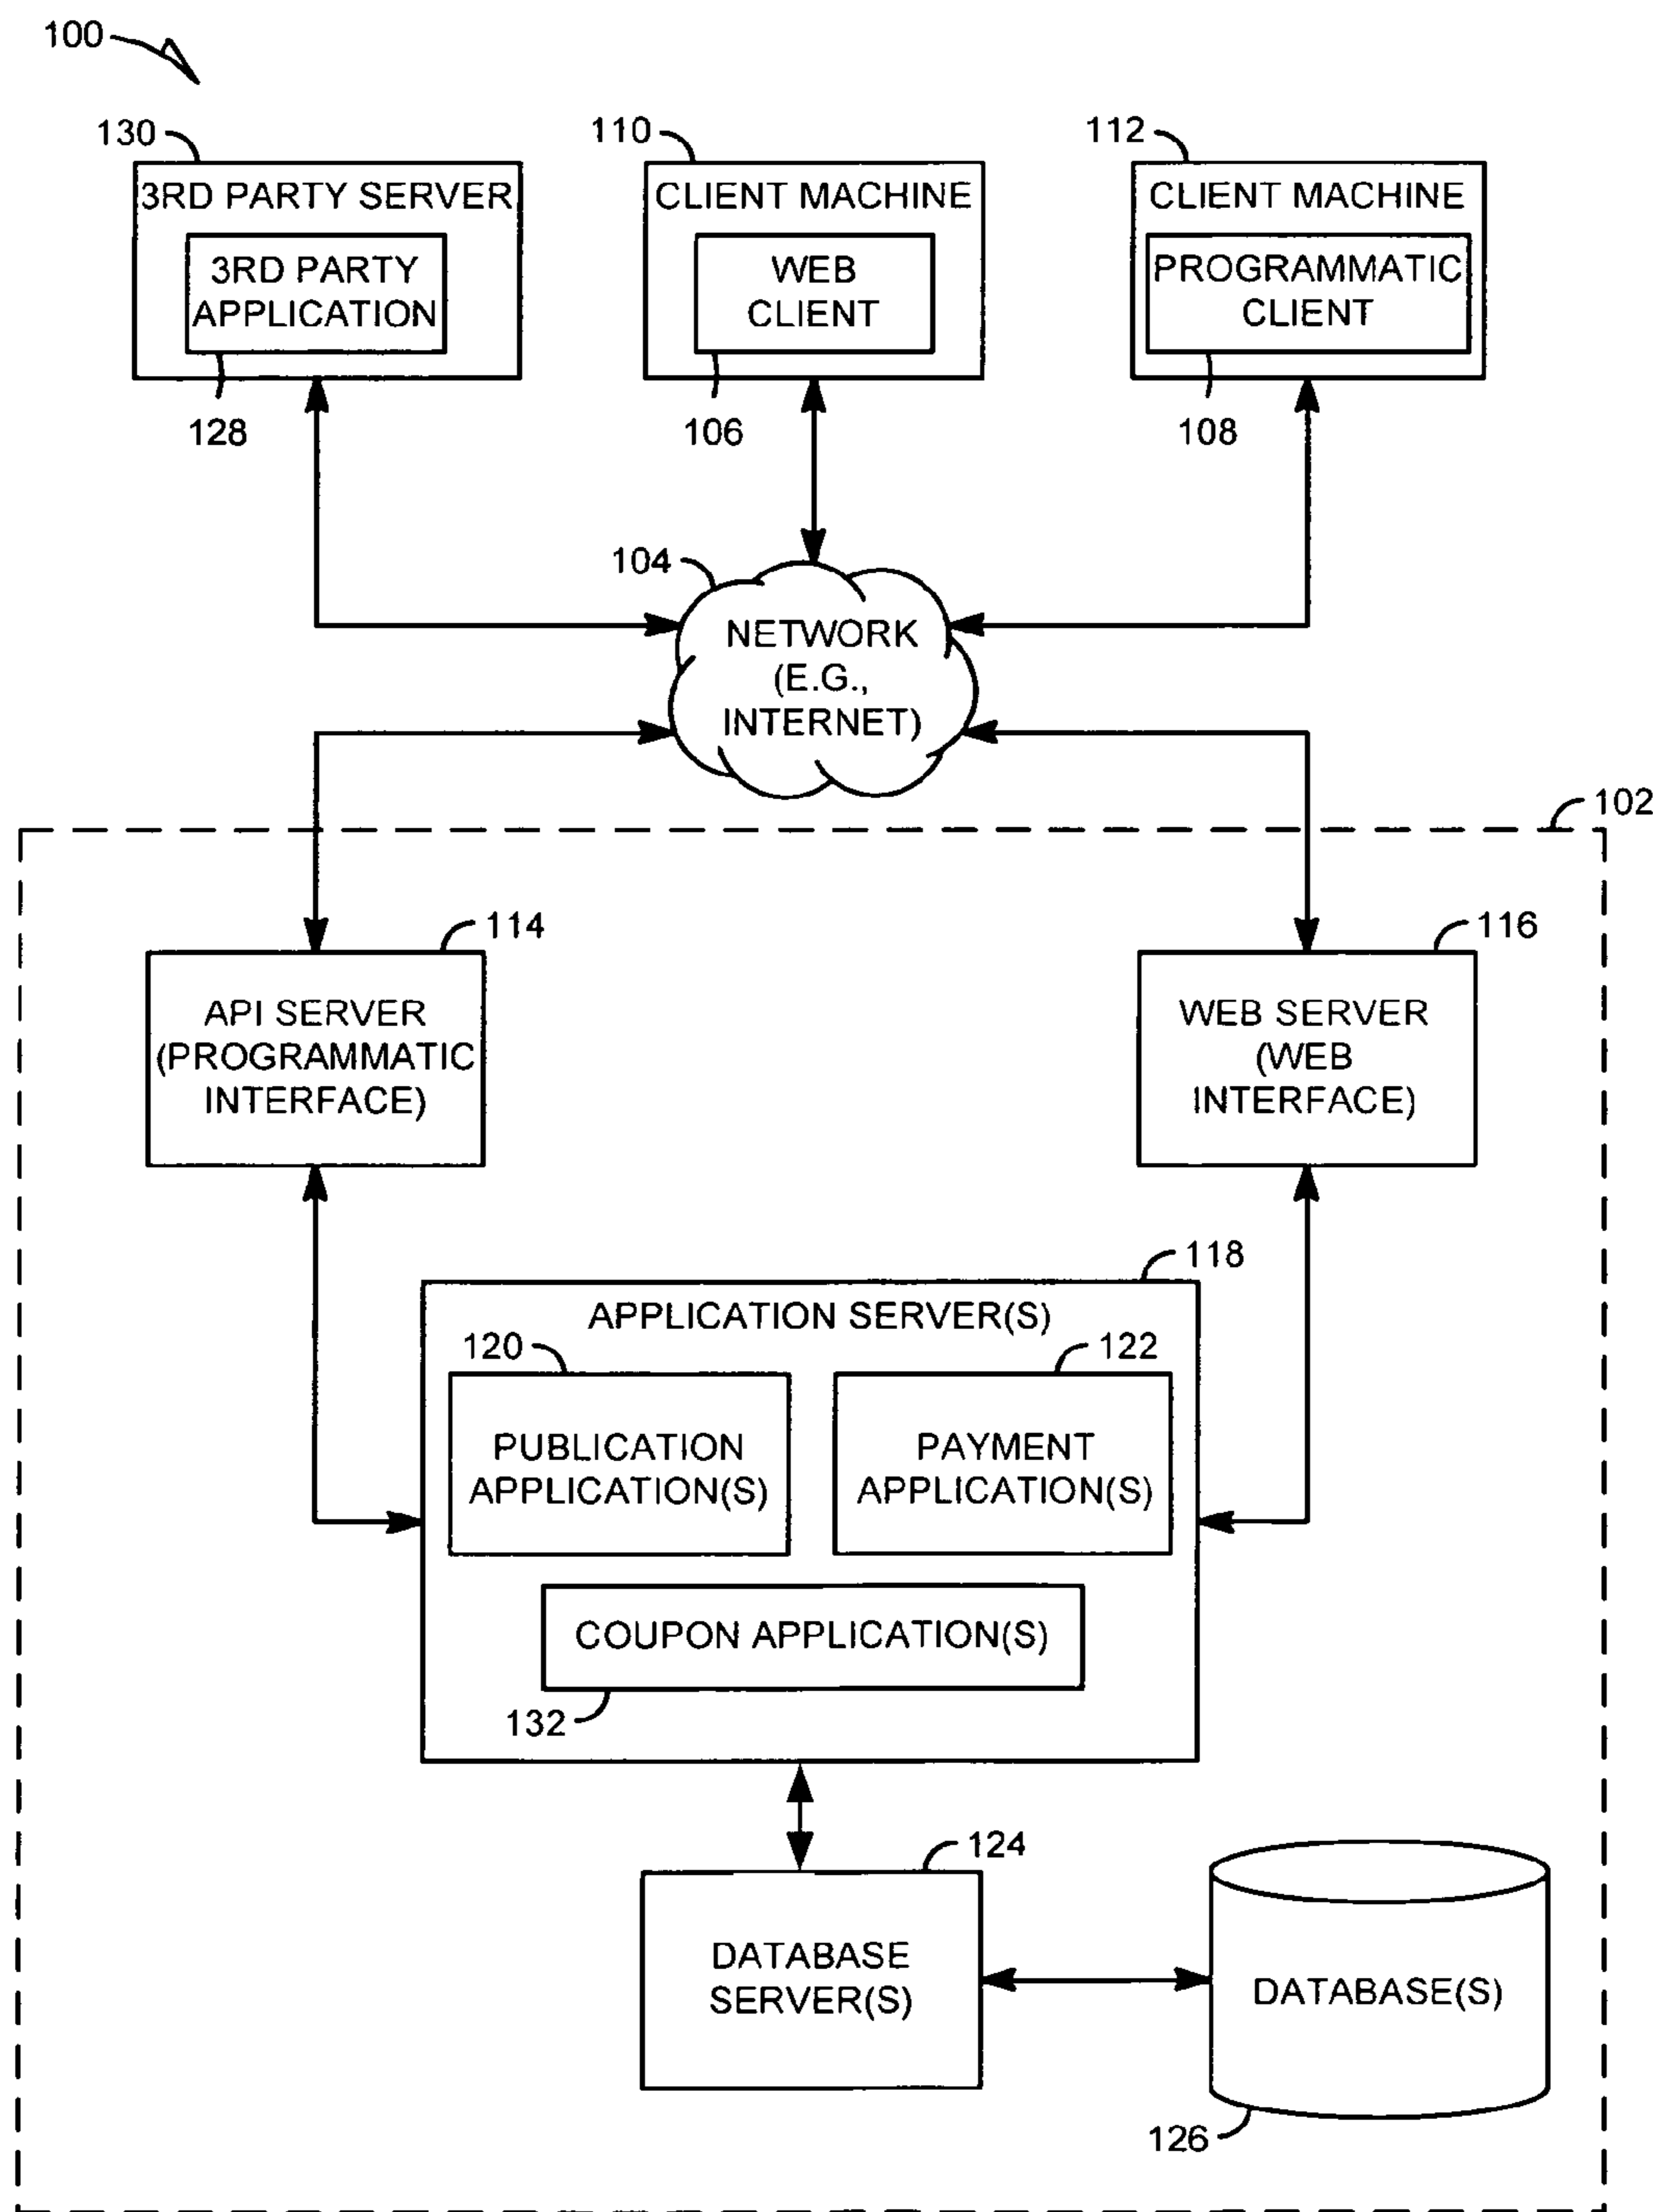 100
130
110
112
3RD PARTY SERVER
CLIENT MACHINE
CLIENT MACHINE
3RD PARTY
APPLICATION
WEB
CLIENT
PROGRAMMATIC
CLIENT
128
106
108
104
NETWORK
(E.G.,
INTERNET)
102
114
116
API SERVER
(PROGRAMMATIC
INTERFACE)
WEB SERVER
(WEB
INTERFACE)
118
APPLICATION SERVER(S)
120
122
PUBLICATION
APPLICATION(S)
PAYMENT
APPLICATION(S)
COUPON APPLICATION(S)
132
124
DATABASE
SERVER(S)
DATABASE(S)
126